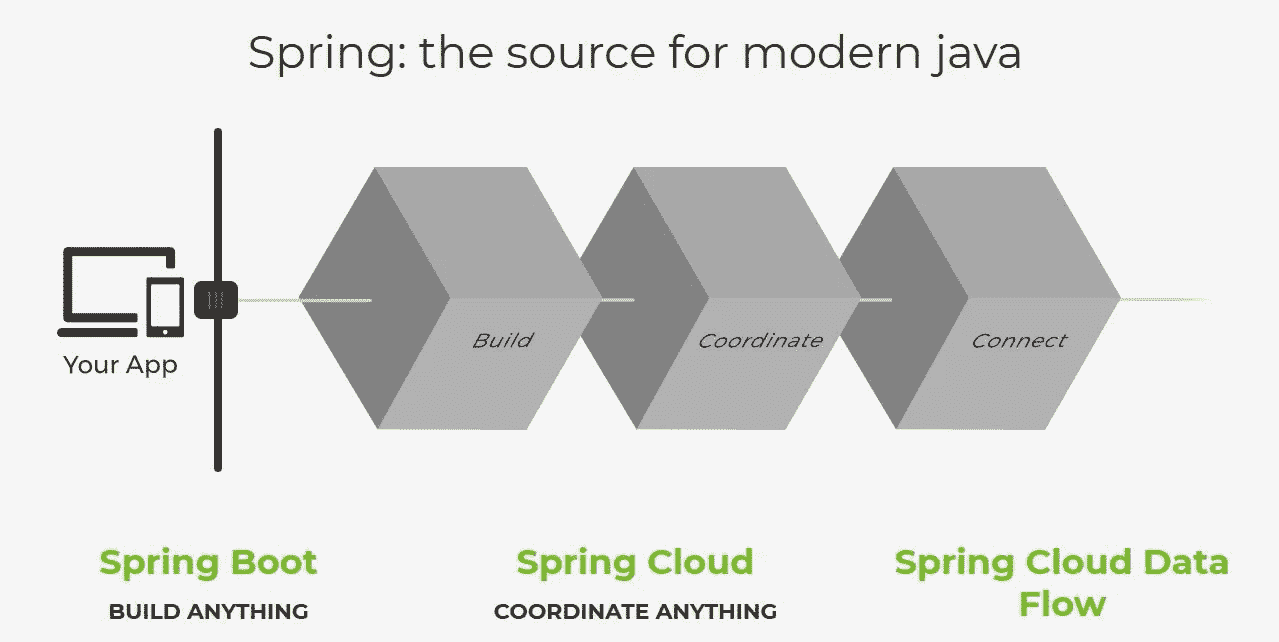 Spring: the source for modern java
Your App
Build
Coordinate
Connect
Spring Boot
BUILD ANYTHING
Spring Cloud
COORDINATE ANYTHING
Spring Cloud Data
Flow